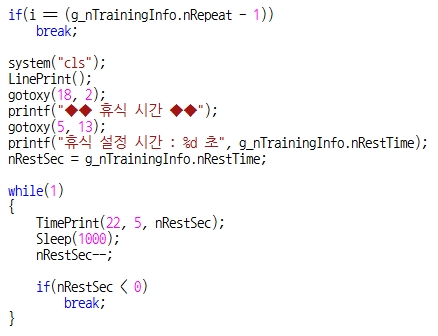 if(i == (g_nTrainingInfo.nRepeat - 1))
break;
system("cls");
LinePrint();
gotoxy(18, 2);
printf("◆◆ 휴식 시간 ◆◆");
gotoxy(5, 13);
printf("휴식 설정 시간 : %d 초", g_nTrainingInfo.nRestTime);
nRestSec = g_nTrainingInfo.nRestTime;
while(1)
{
TimePrint(22, 5, nRestSec);
Sleep(1000);
nRestSec--;
if(nRestSec < 0)
break;
}